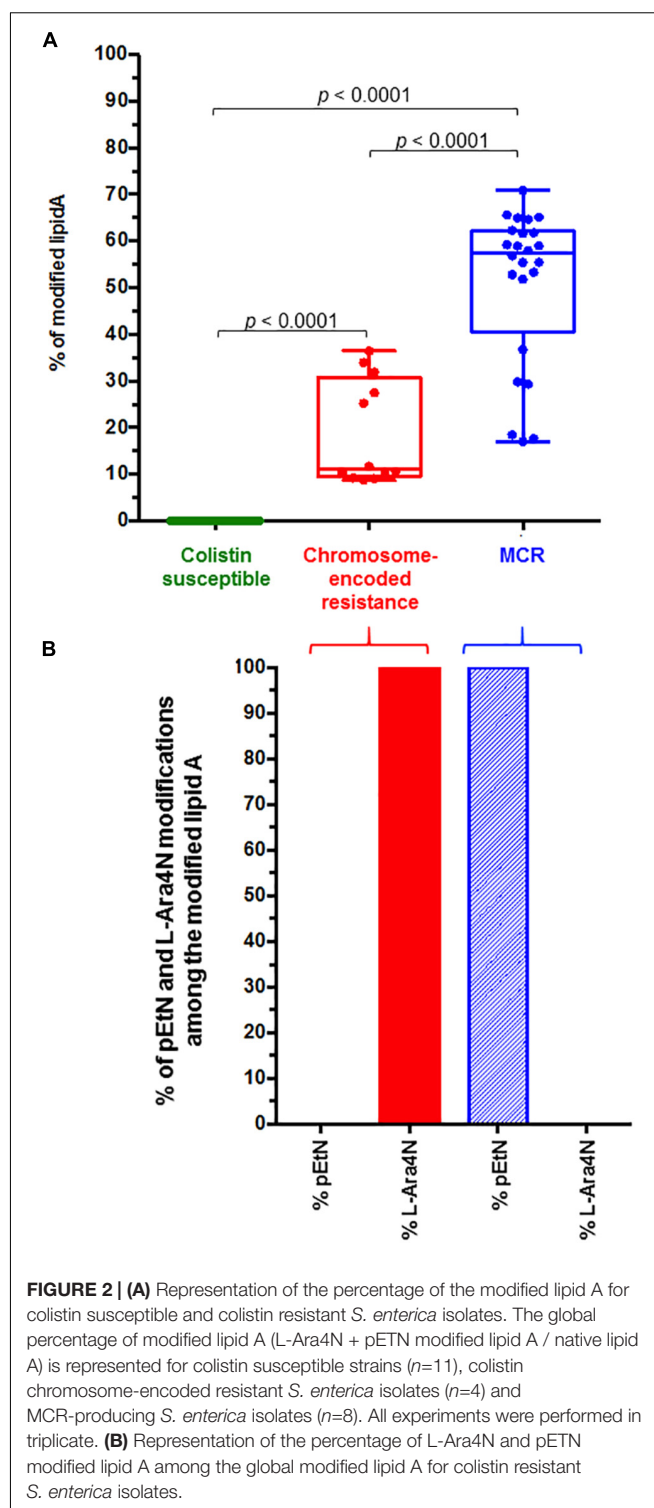 A
% of modified lipidA
100
90
80
70
60
50
40
30
20
10
0
p < 0.0001
p < 0.0001
p < 0.0001
Colistin
susceptible
Chromosome-
encoded
resistance
MCR
B
% of pEtN and L-Ara4N modifications
among the modified lipid A
100
90
80
70
60
50
40
30
20
10
0
% pEtN
% L-Ara4N
% pEtN
% L-Ara4N
FIGURE 2 | (A) Representation of the percentage of the modified lipid A for
colistin susceptible and colistin resistant S. enterica isolates. The global
percentage of modified lipid A (L-Ara4N + pETN modified lipid A / native lipid
A) is represented for colistin susceptible strains (n=11), colistin
chromosome-encoded resistant S. enterica isolates (n=4) and
MCR-producing S. enterica isolates (n=8). All experiments were performed in
triplicate. (B) Representation of the percentage of L-Ara4N and pETN
modified lipid A among the global modified lipid A for colistin resistant
S. enterica isolates.